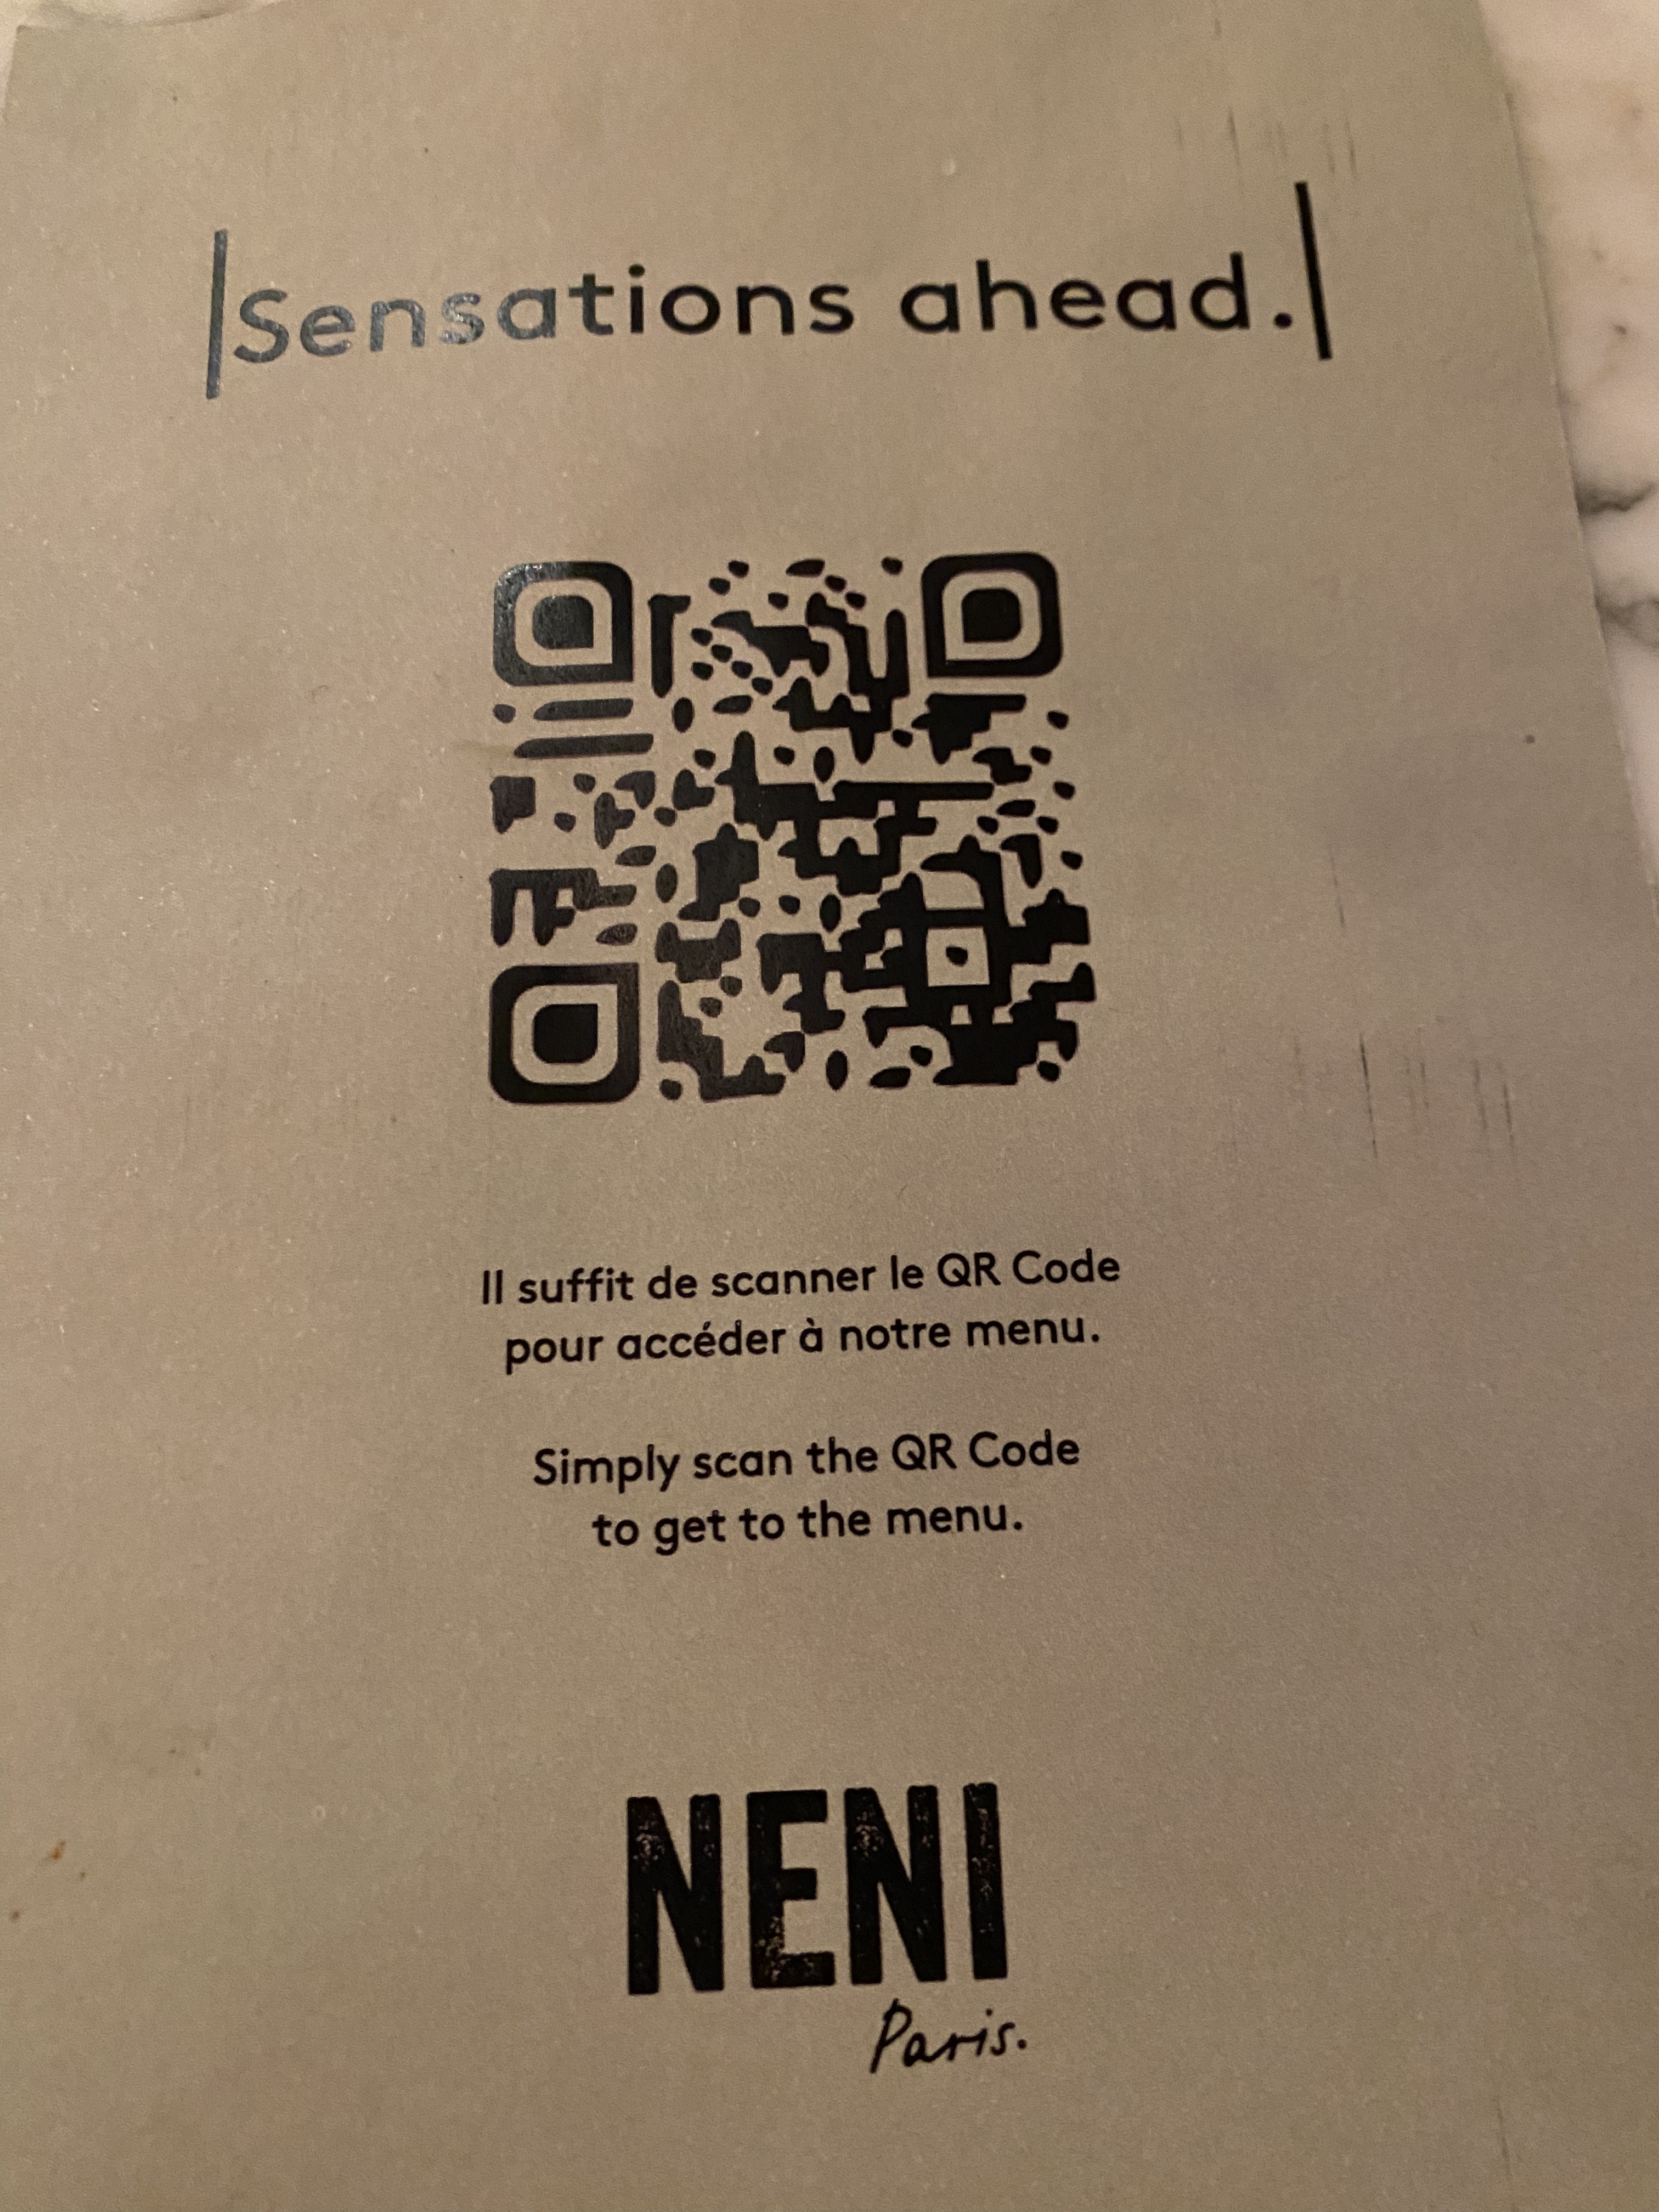 Sensations ahead.
Il suffit de scanner le QR Code
pour accéder à notre menu.
Simply scan the QR Code
to get to the menu.
NENI
Paris.